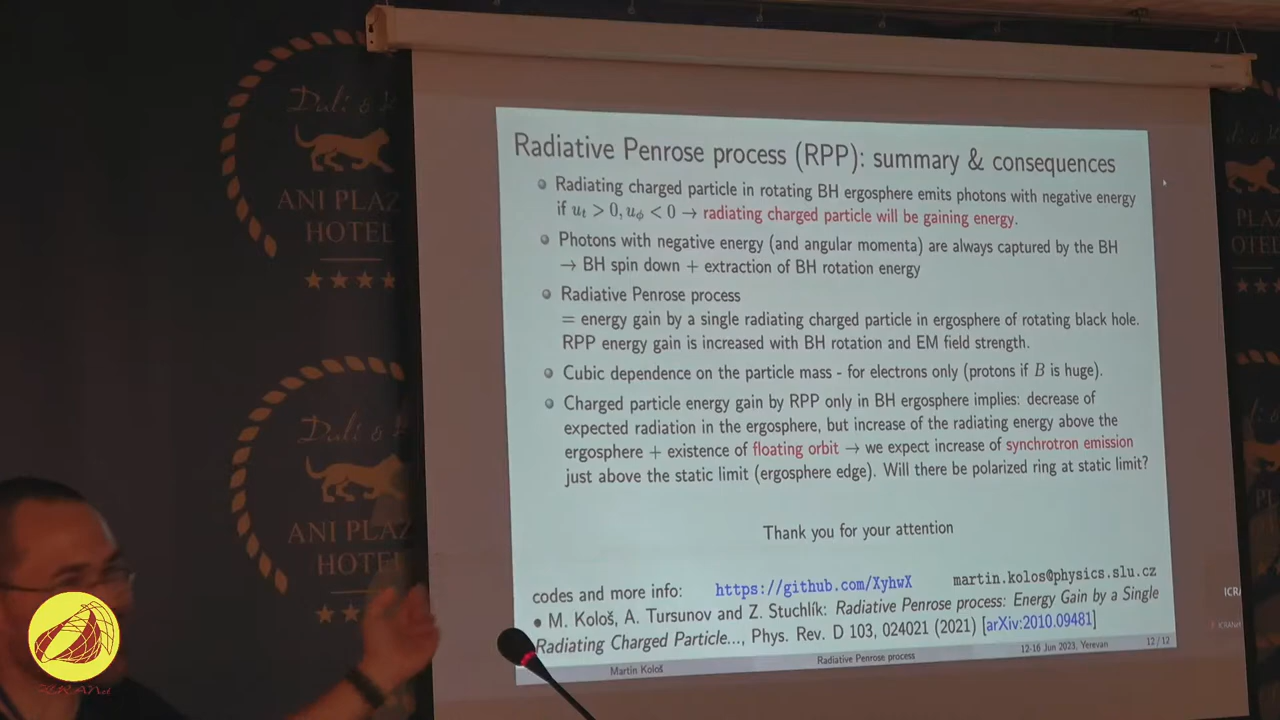 Dali &
ANI PLAZ
HOTEL
Dali &
ANI PLAZ
HOTEL
Radiative Penrose process (RPP): summary & consequences
Radiating charged particle in rotating BH ergosphere emits photons with negative energy
if u_t > 0, u_ϕ < 0 → radiating charged particle will be gaining energy.
Photons with negative energy (and angular momenta) are always captured by the BH
→ BH spin down + extraction of BH rotation energy
Radiative Penrose process
= energy gain by a single radiating charged particle in ergosphere of rotating black hole.
RPP energy gain is increased with BH rotation and EM field strength.
Cubic dependence on the particle mass - for electrons only (protons if B is huge).
Charged particle energy gain by RPP only in BH ergosphere implies: decrease of
expected radiation in the ergosphere, but increase of the radiating energy above the
ergosphere + existence of floating orbit → we expect increase of synchrotron emission
just above the static limit (ergosphere edge). Will there be polarized ring at static limit?
Thank you for your attention
codes and more info: https://github.com/XyhwX martin.kolos@physics.slu.cz
• M. Kološ, A. Tursunov and Z. Stuchlík: Radiative Penrose process: Energy Gain by a Single
Radiating Charged Particle..., Phys. Rev. D 103, 024021 (2021) [arXiv:2010.09481]
Martin Kološ Radiative Penrose process 12-16 Jun 2023, Yerevan 12 / 12
ICRA
ICRANet